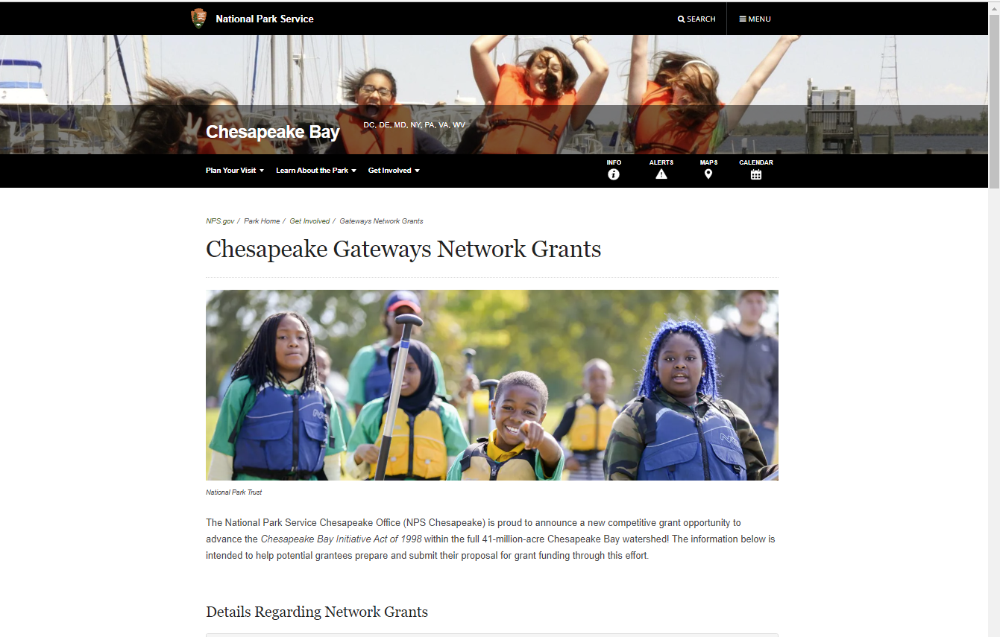 National Park Service
SEARCH
MENU
Chesapeake Bay
DC, DE, MD, NY, PA, VA, WV
Plan Your Visit
Learn About the Park
Get Involved
INFO
ALERTS
MAPS
CALENDAR
NPS.gov / Park Home / Get Involved / Gateways Network Grants
Chesapeake Gateways Network Grants
National Park Trust
The National Park Service Chesapeake Office (NPS Chesapeake) is proud to announce a new competitive grant opportunity to
advance the Chesapeake Bay Initiative Act of 1998 within the full 41-million-acre Chesapeake Bay watershed! The information below is
intended to help potential grantees prepare and submit their proposal for grant funding through this effort.
Details Regarding Network Grants